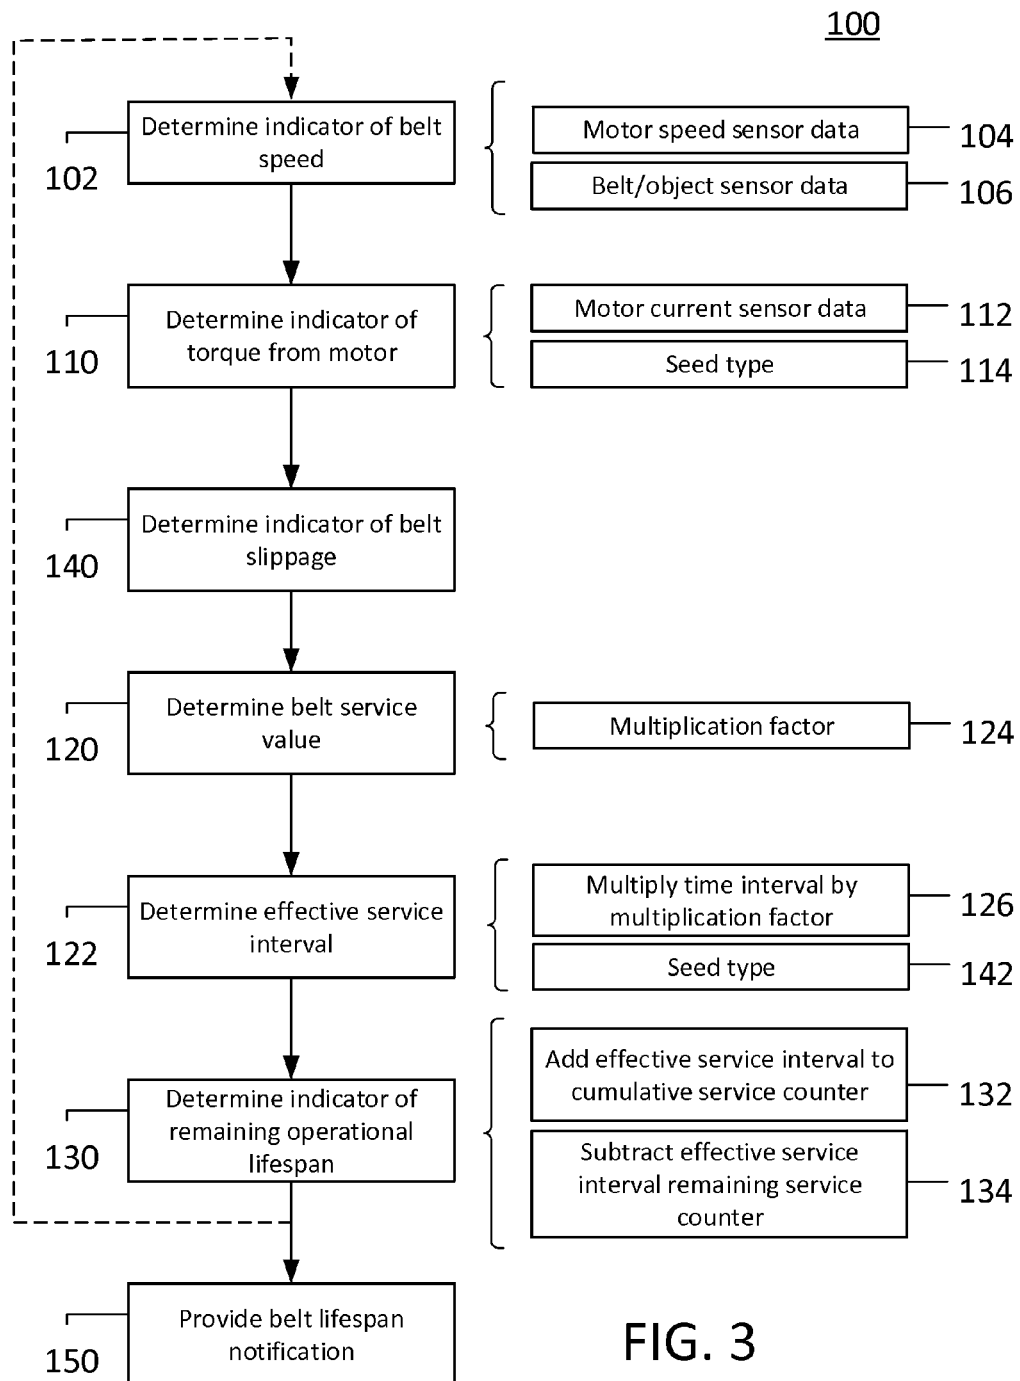 100
Determine indicator of belt
speed
102
Motor speed sensor data
104
Belt/object sensor data
106
Determine indicator of
torque from motor
110
Motor current sensor data
112
Seed type
114
Determine indicator of belt
slippage
140
Determine belt service
value
120
Multiplication factor
124
Determine effective service
interval
122
Multiply time interval by
multiplication factor
126
Seed type
142
Determine indicator of
remaining operational
lifespan
130
Add effective service interval to
cumulative service counter
132
Subtract effective service
interval remaining service
counter
134
Provide belt lifespan
notification
150
FIG. 3